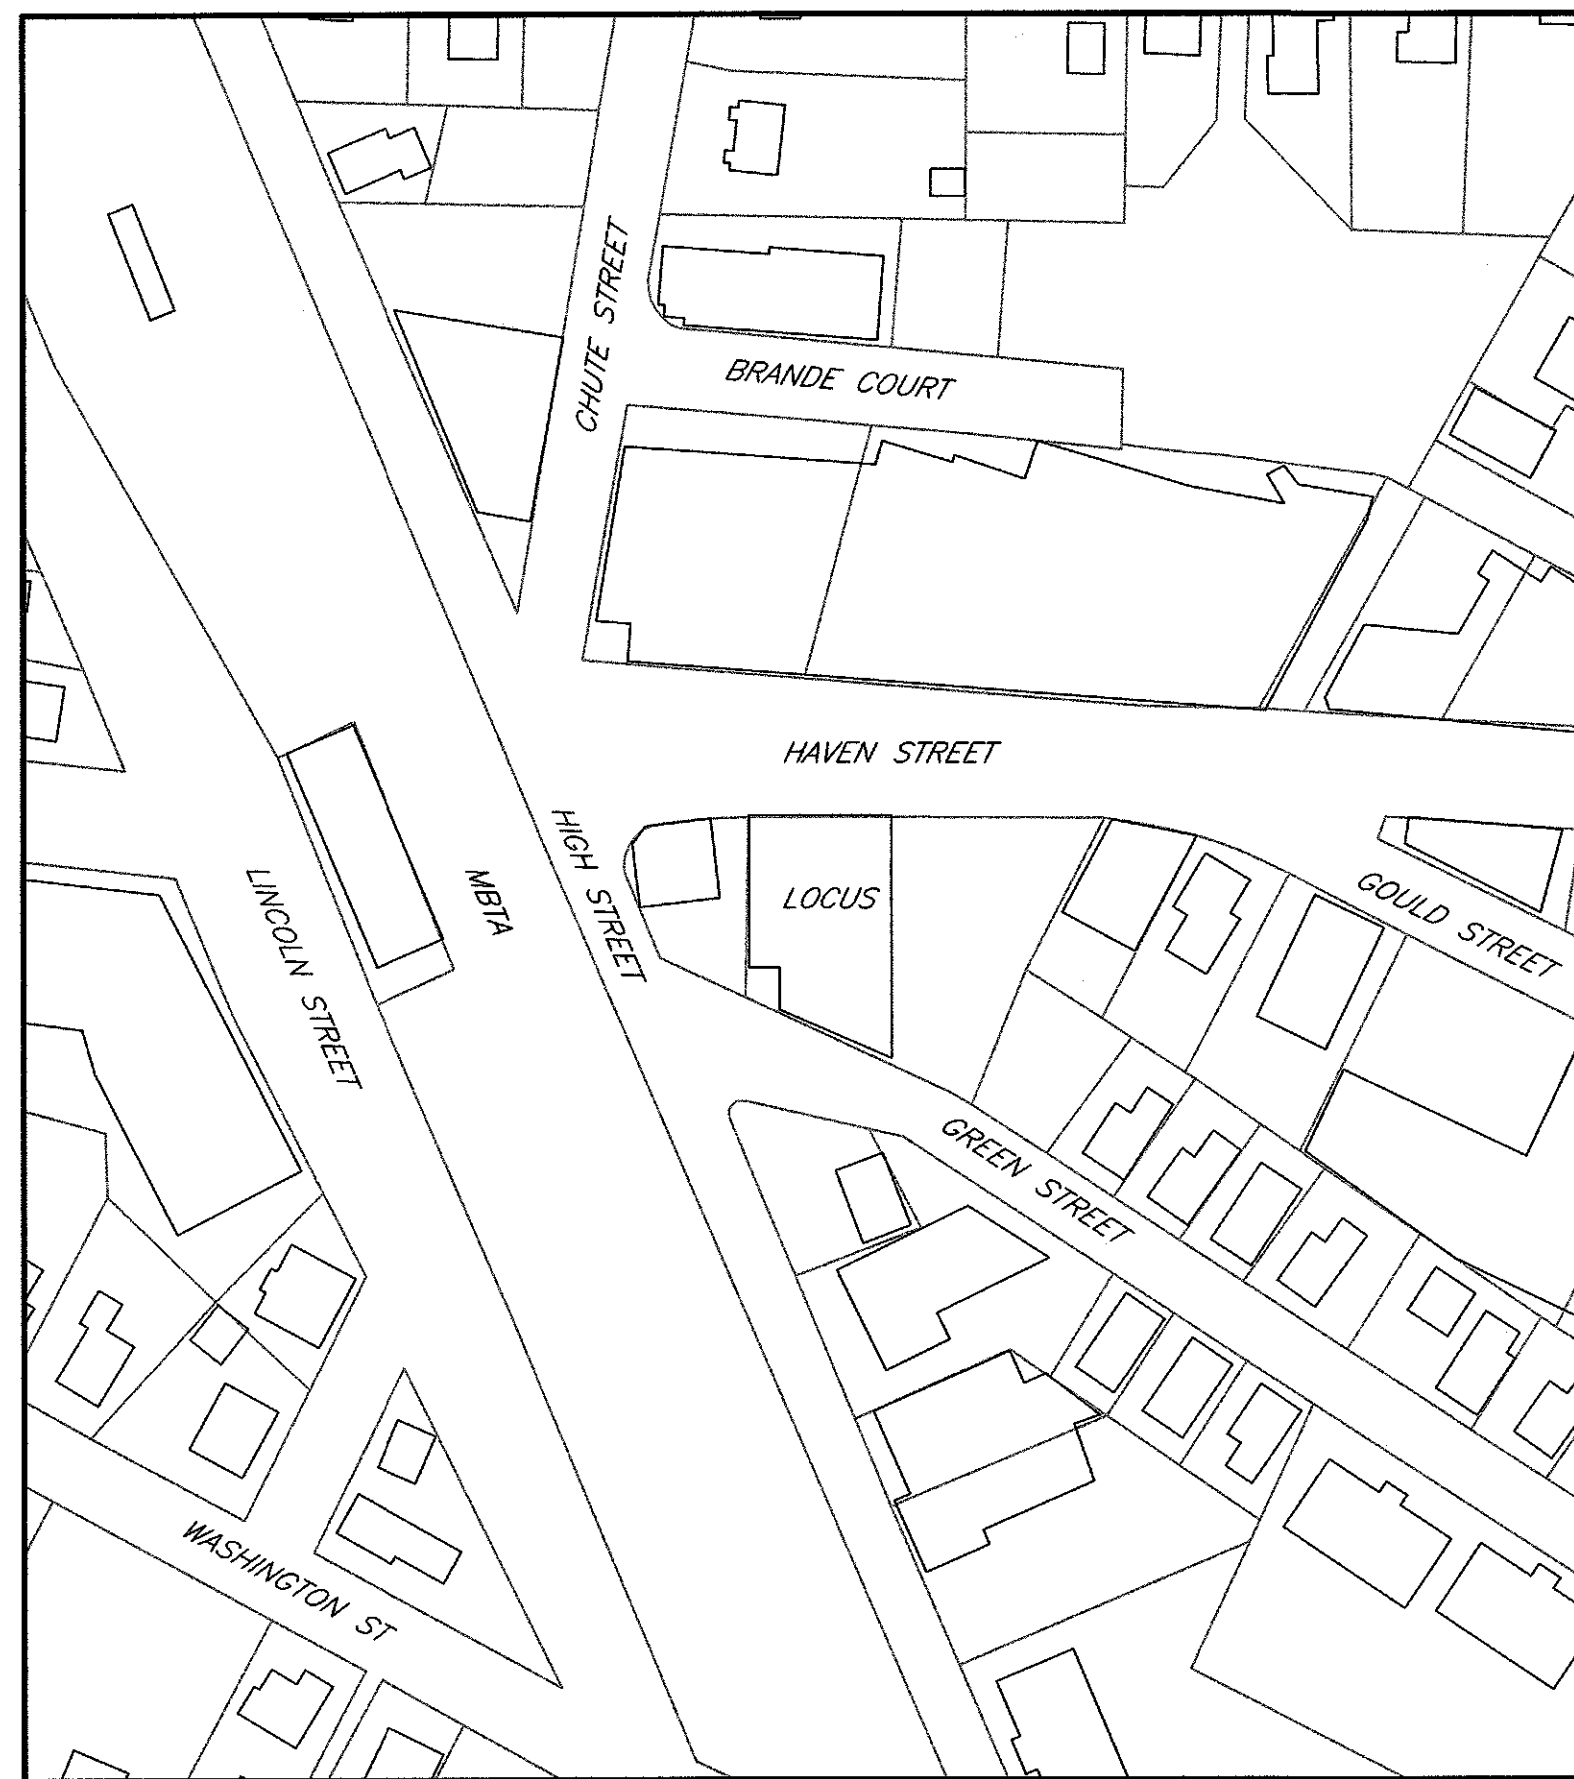 CHUTE STREET
BRANDE COURT
HAVEN STREET
HIGH STREET
MBTA
LINCOLN STREET
LOCUS
GOULD STREET
GREEN STREET
WASHINGTON ST